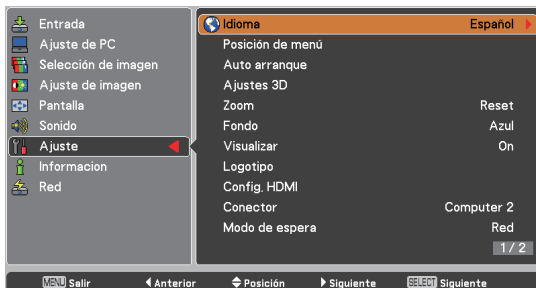 Entrada
Ajuste de PC
Selección de imagen
Ajuste de imagen
Pantalla
Sonido
Ajuste
Informacion
Red
Idioma Español
Posición de menú
Auto arranque
Ajustes 3D
Zoom Reset
Fondo Azul
Visualizar On
Logotipo
Config. HDMI
Conector Computer 2
Modo de espera Red
1 / 2
MENU Salir Anterior Posición Siguiente SELECT Siguiente